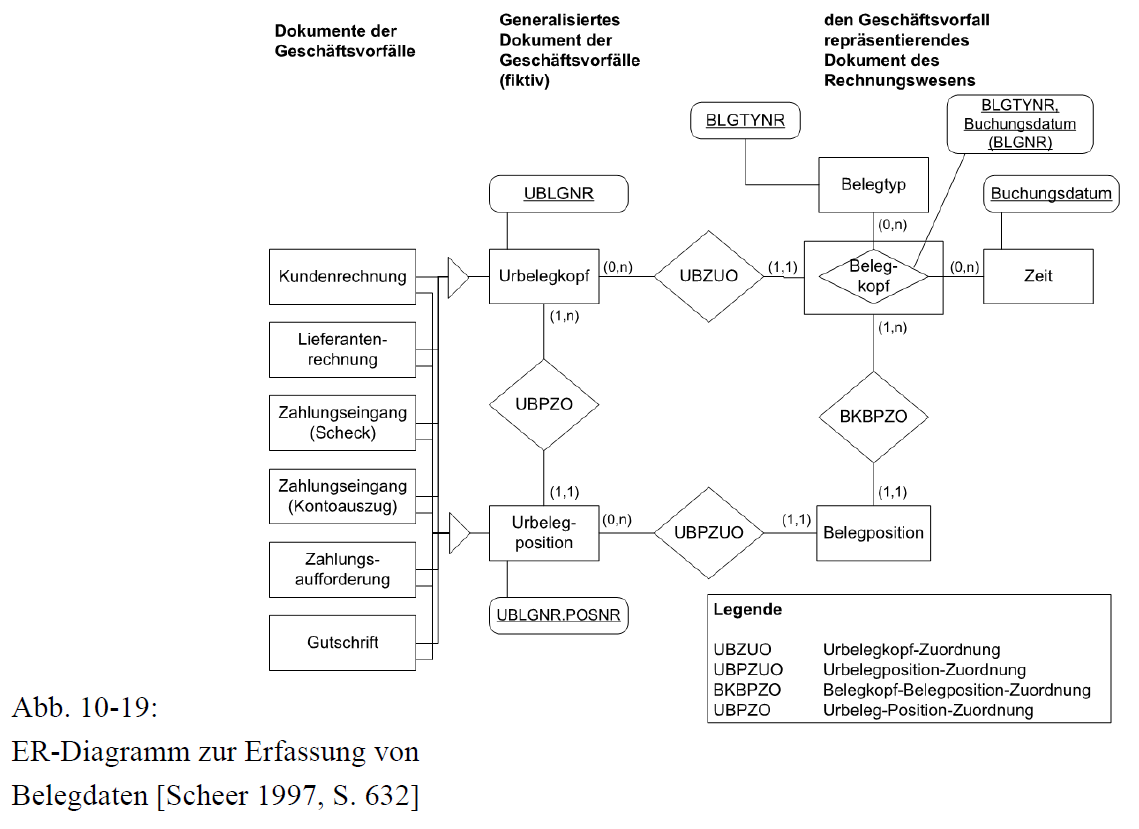 Dokumente der
Geschäftsvorfälle
Generalisiertes
Dokument der
Geschäftsvorfälle
(fiktiv)
den Geschäftsvorfall
repräsentierendes
Dokument des
Rechnungswesens
BLGTYNR
BLGTYNR,
Buchungsdatum
(BLGNR)
Belegtyp
UBLGNR
Buchungsdatum
(0,n)
Kundenrechnung
Urbelegkopf
(0,n)
UBZUO
(1,1)
Beleg-
kopf
(0,n)
Zeit
(1,n)
(1,n)
Lieferanten-
rechnung
Zahlungseingang
(Scheck)
UBPZO
BKBPZO
Zahlungseingang
(Kontoauszug)
(1,1)
(1,1)
Urbeleg-
position
(0,n)
UBPZUO
(1,1)
Belegposition
Zahlungs-
aufforderung
UBLGNR.POSNR
Gutschrift
Legende
UBZUO Urbelegkopf-Zuordnung
UBPZUO Urbelegposition-Zuordnung
BKBPZO Belegkopf-Belegposition-Zuordnung
UBPZO Urbeleg-Position-Zuordnung
Abb. 10-19:
ER-Diagramm zur Erfassung von
Belegdaten [Scheer 1997, S. 632]